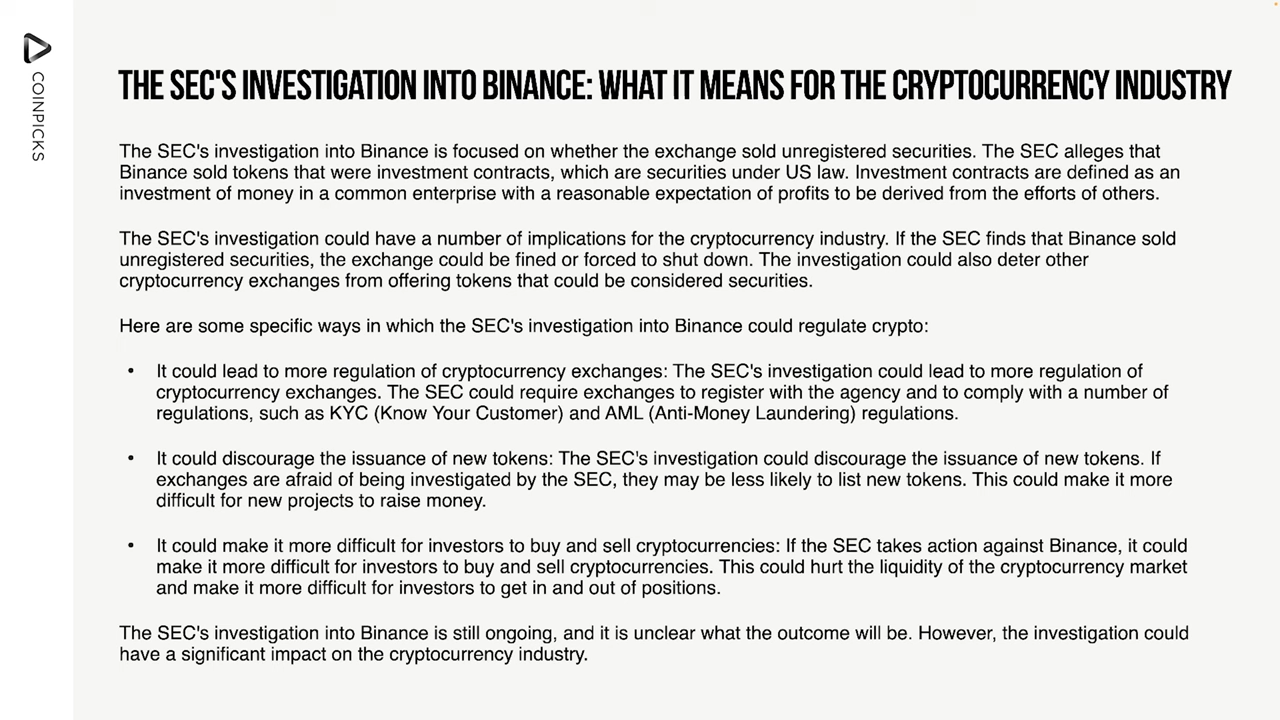 COINPICKS
THE SEC'S INVESTIGATION INTO BINANCE: WHAT IT MEANS FOR THE CRYPTOCURRENCY INDUSTRY
The SEC's investigation into Binance is focused on whether the exchange sold unregistered securities. The SEC alleges that
Binance sold tokens that were investment contracts, which are securities under US law. Investment contracts are defined as an
investment of money in a common enterprise with a reasonable expectation of profits to be derived from the efforts of others.
The SEC's investigation could have a number of implications for the cryptocurrency industry. If the SEC finds that Binance sold
unregistered securities, the exchange could be fined or forced to shut down. The investigation could also deter other
cryptocurrency exchanges from offering tokens that could be considered securities.
Here are some specific ways in which the SEC's investigation into Binance could regulate crypto:
• It could lead to more regulation of cryptocurrency exchanges: The SEC's investigation could lead to more regulation of
cryptocurrency exchanges. The SEC could require exchanges to register with the agency and to comply with a number of
regulations, such as KYC (Know Your Customer) and AML (Anti-Money Laundering) regulations.
• It could discourage the issuance of new tokens: The SEC's investigation could discourage the issuance of new tokens. If
exchanges are afraid of being investigated by the SEC, they may be less likely to list new tokens. This could make it more
difficult for new projects to raise money.
• It could make it more difficult for investors to buy and sell cryptocurrencies: If the SEC takes action against Binance, it could
make it more difficult for investors to buy and sell cryptocurrencies. This could hurt the liquidity of the cryptocurrency market
and make it more difficult for investors to get in and out of positions.
The SEC's investigation into Binance is still ongoing, and it is unclear what the outcome will be. However, the investigation could
have a significant impact on the cryptocurrency industry.